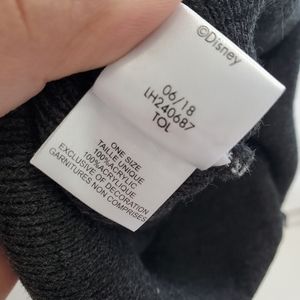 ©Disney
06/18
LH240687
TOL
ONE SIZE
TAILLE UNIQUE
100%ACRYLIC
100%ACRYLIQUE
EXCLUSIVE OF DECORATION
GARNITURES NON COMPRISES